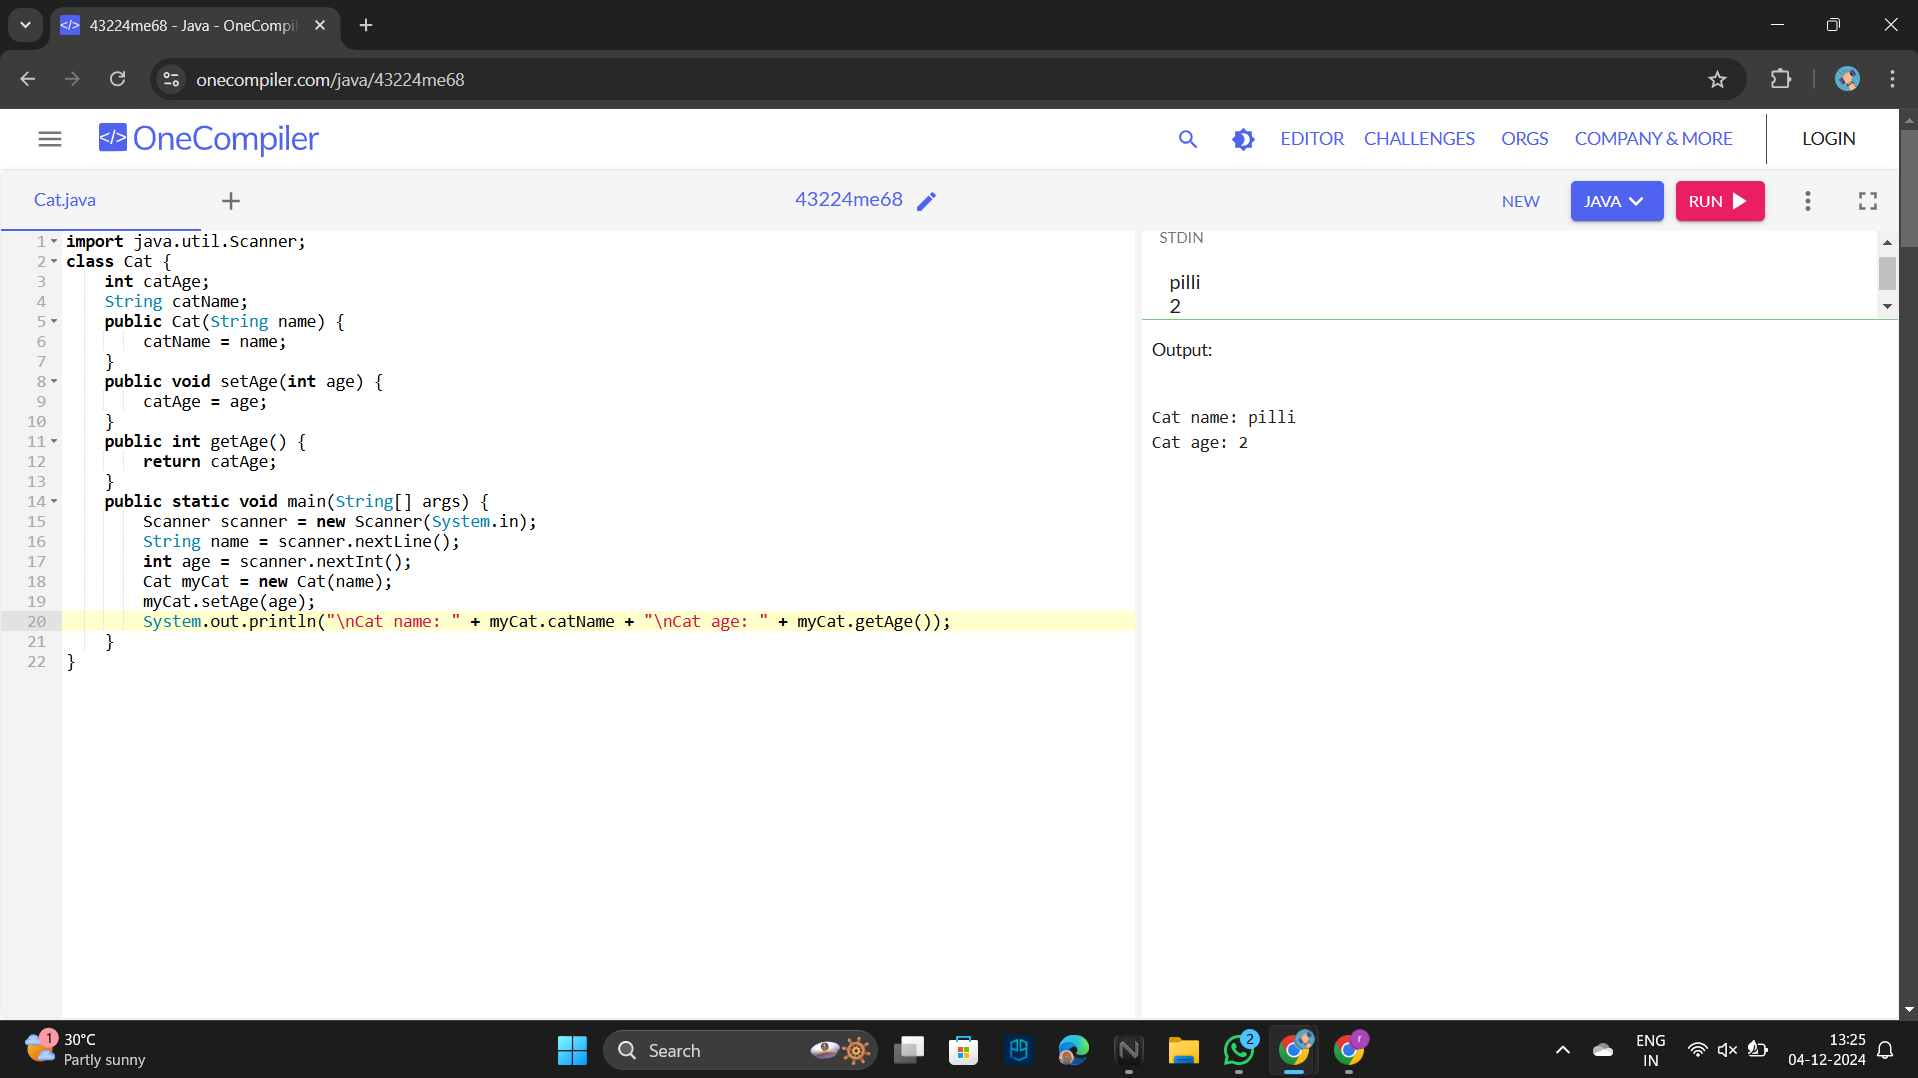 43224me68 - Java - OneCompil
onecompiler.com/java/43224me68
</> OneCompiler
EDITOR CHALLENGES ORGS COMPANY & MORE LOGIN
Cat.java + 43224me68 NEW JAVA RUN
STDIN
pilli
2
Output:
Cat name: pilli
Cat age: 2
1 import java.util.Scanner;
2 class Cat {
3 int catAge;
4 String catName;
5 public Cat(String name) {
6 catName = name;
7 }
8 public void setAge(int age) {
9 catAge = age;
10 }
11 public int getAge() {
12 return catAge;
13 }
14 public static void main(String[] args) {
15 Scanner scanner = new Scanner(System.in);
16 String name = scanner.nextLine();
17 int age = scanner.nextInt();
18 Cat myCat = new Cat(name);
19 myCat.setAge(age);
20 System.out.println("\nCat name: " + myCat.catName + "\nCat age: " + myCat.getAge());
21 }
22 }
1 30°C
Partly sunny
Search
2
r
ENG
IN
13:25
04-12-2024